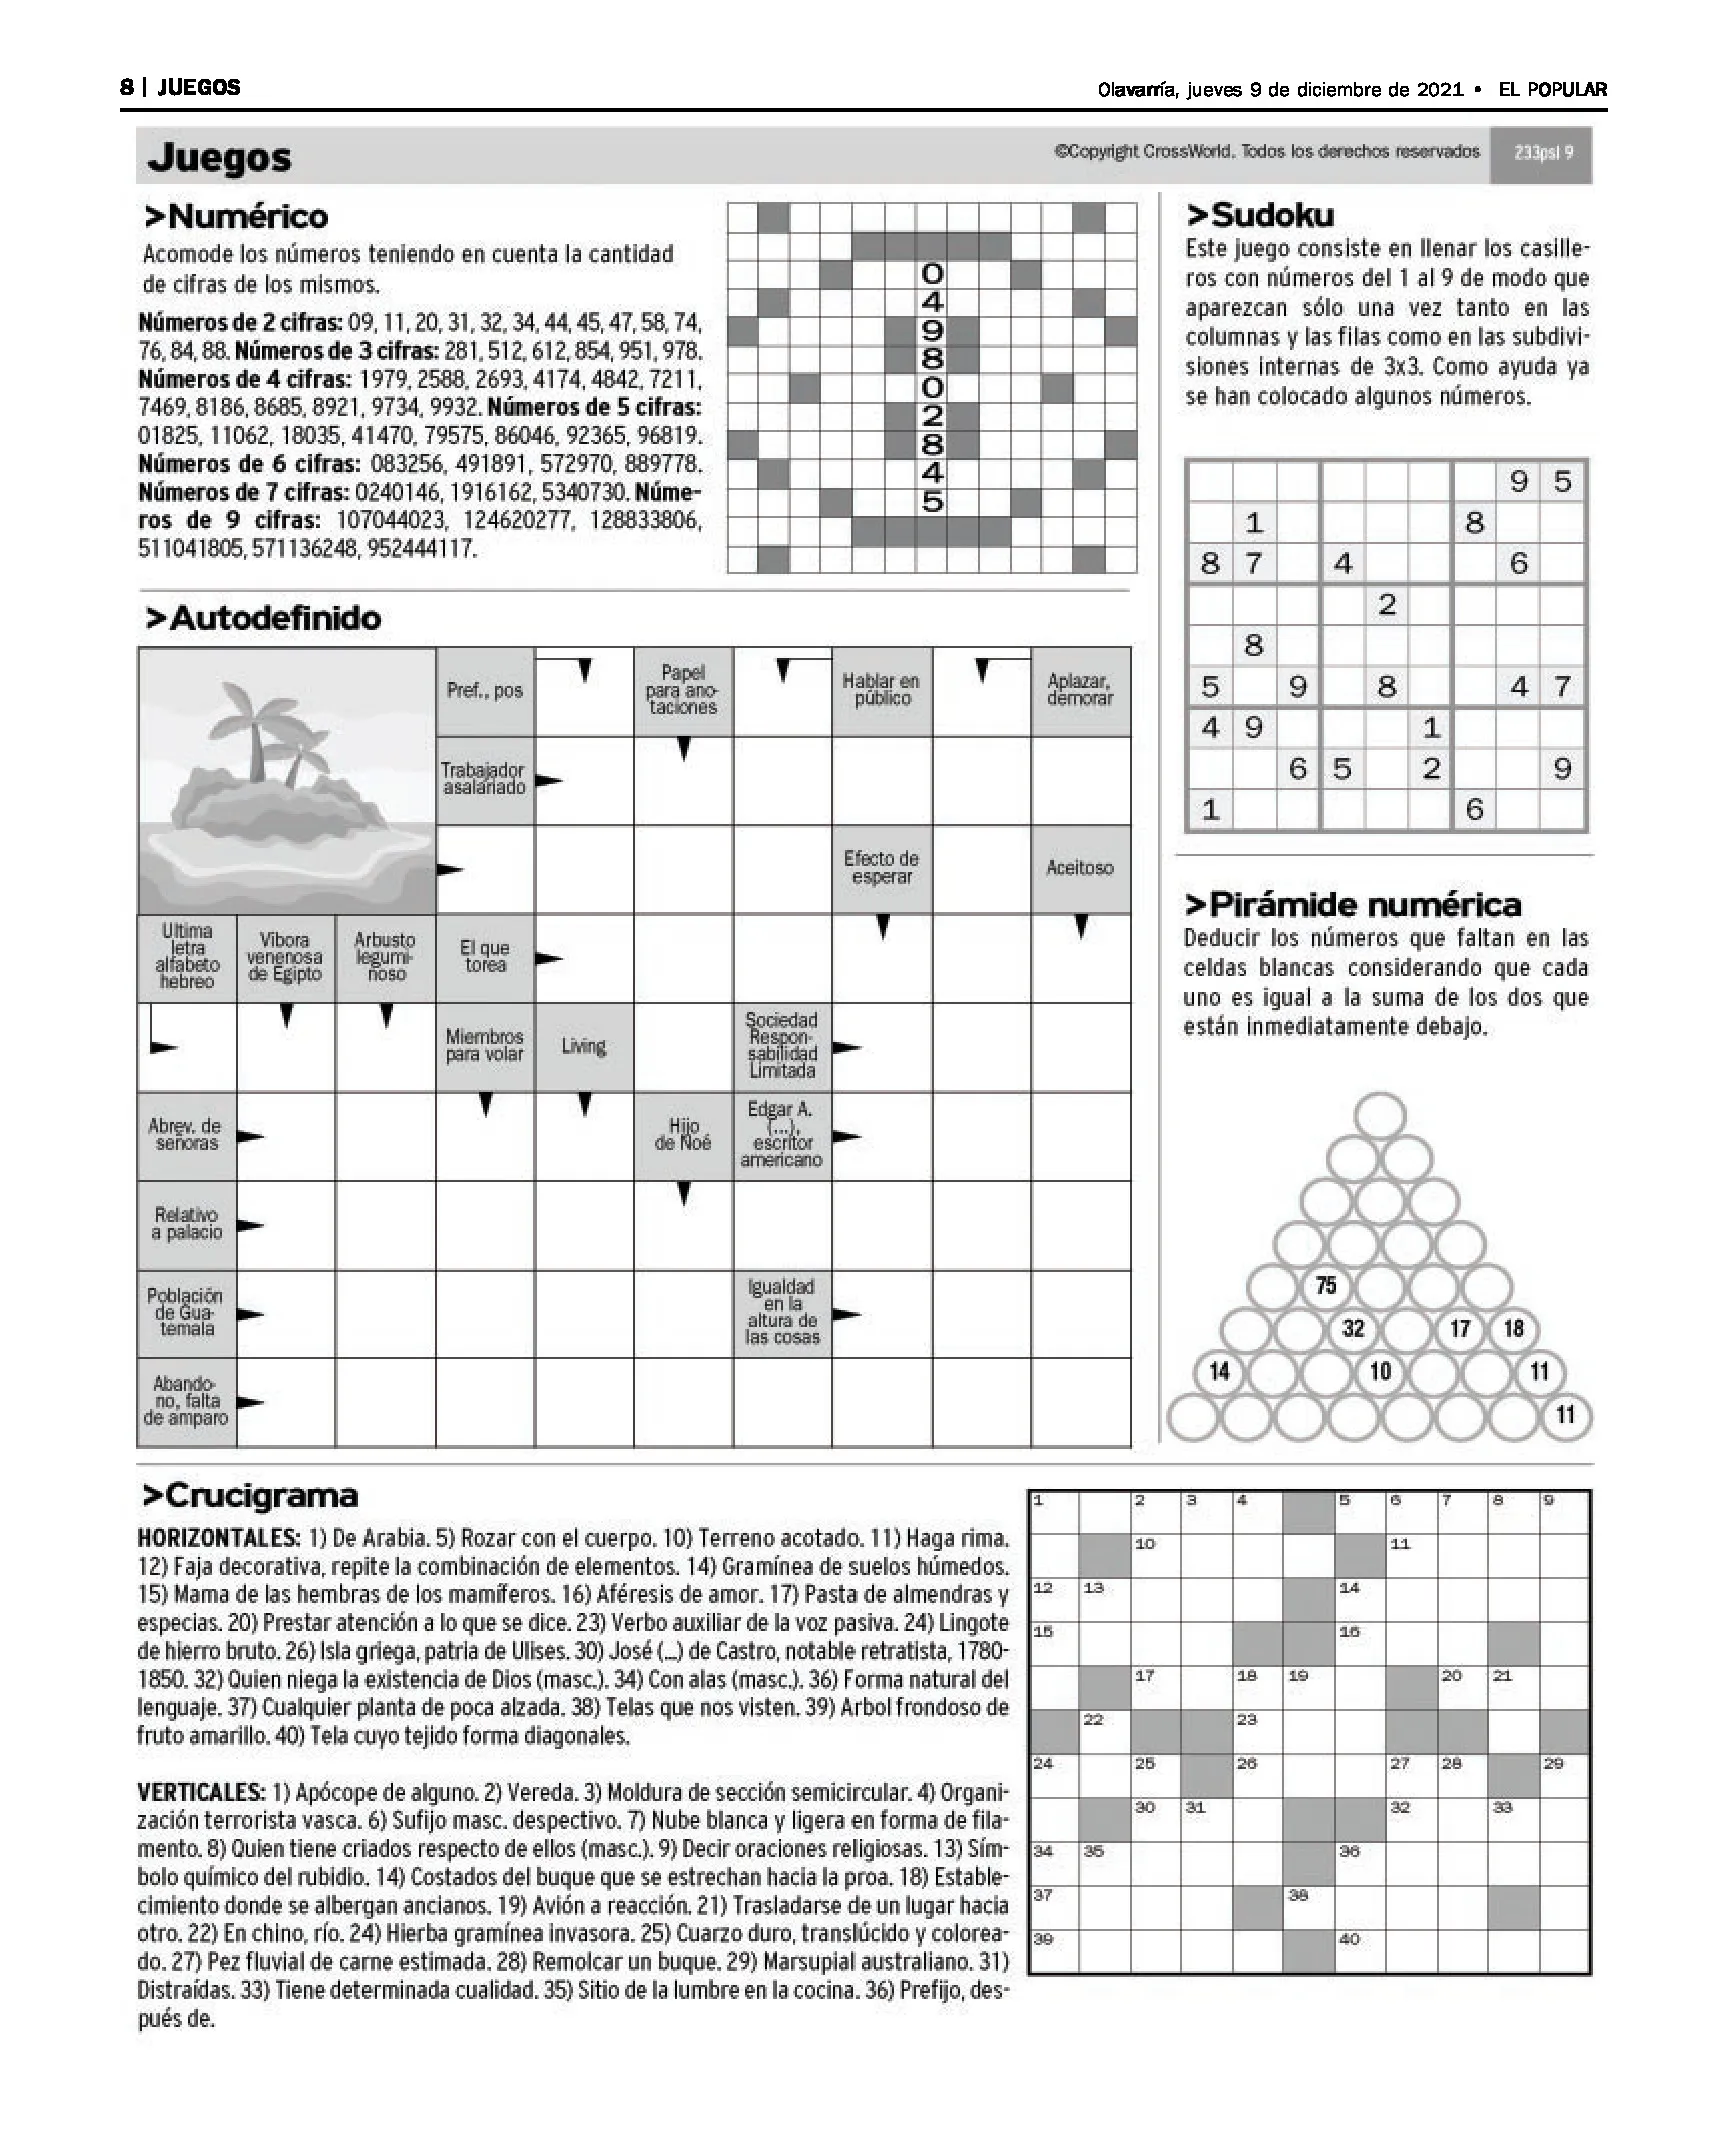 8 | JUEGOS
Olavarría, jueves 9 de diciembre de 2021 • EL POPULAR
Juegos
©Copyright CrossWorld. Todos los derechos reservados
233psl 9
>Numérico
Acomode los números teniendo en cuenta la cantidad
de cifras de los mismos.
Números de 2 cifras: 09, 11, 20, 31, 32, 34, 44, 45, 47, 58, 74,
76, 84, 88. Números de 3 cifras: 281, 512, 612, 854, 951, 978.
Números de 4 cifras: 1979, 2588, 2693, 4174, 4842, 7211,
7469, 8186, 8685, 8921, 9734, 9932. Números de 5 cifras:
01825, 11062, 18035, 41470, 79575, 86046, 92365, 96819.
Números de 6 cifras: 083256, 491891, 572970, 889778.
Números de 7 cifras: 0240146, 1916162, 5340730. Núme-
ros de 9 cifras: 107044023, 124620277, 128833806,
511041805, 571136248, 952444117.
0
4
9
8
0
2
8
4
5
>Sudoku
Este juego consiste en llenar los casille-
ros con números del 1 al 9 de modo que
aparezcan sólo una vez tanto en las
columnas y las filas como en las subdivi-
siones internas de 3x3. Como ayuda ya
se han colocado algunos números.
9 5
1 8
8 7 4 6
2
8
5 9 8 4 7
4 9 1
6 5 2 9
1 6
>Autodefinido
Pref., pos
Papel
para ano-
taciones
Hablar en
público
Aplazar,
demorar
Trabajador
asalariado
Efecto de
esperar
Aceitoso
Ultima
letra
alfabeto
hebreo
Víbora
venenosa
de Egipto
Arbusto
legumi-
noso
El que
torea
Miembros
para volar
Living
Sociedad
Respon-
sabilidad
Limitada
Abrev. de
señoras
Hijo
de Noé
Edgar A.
(...),
escritor
americano
Relativo
a palacio
Población
de Gua-
temala
Igualdad
en la
altura de
las cosas
Abando-
no, falta
de amparo
>Pirámide numérica
Deducir los números que faltan en las
celdas blancas considerando que cada
uno es igual a la suma de los dos que
están inmediatamente debajo.
75
32 17 18
14 10 11
11
>Crucigrama
HORIZONTALES: 1) De Arabia. 5) Rozar con el cuerpo. 10) Terreno acotado. 11) Haga rima.
12) Faja decorativa, repite la combinación de elementos. 14) Gramínea de suelos húmedos.
15) Mama de las hembras de los mamíferos. 16) Aféresis de amor. 17) Pasta de almendras y
especias. 20) Prestar atención a lo que se dice. 23) Verbo auxiliar de la voz pasiva. 24) Lingote
de hierro bruto. 26) Isla griega, patria de Ulises. 30) José (...) de Castro, notable retratista, 1780-
1850. 32) Quien niega la existencia de Dios (masc.). 34) Con alas (masc.). 36) Forma natural del
lenguaje. 37) Cualquier planta de poca alzada. 38) Telas que nos visten. 39) Arbol frondoso de
fruto amarillo. 40) Tela cuyo tejido forma diagonales.
VERTICALES: 1) Apócope de alguno. 2) Vereda. 3) Moldura de sección semicircular. 4) Organi-
zación terrorista vasca. 6) Sufijo masc. despectivo. 7) Nube blanca y ligera en forma de fila-
mento. 8) Quien tiene criados respecto de ellos (masc.). 9) Decir oraciones religiosas. 13) Sím-
bolo químico del rubidio. 14) Costados del buque que se estrechan hacia la proa. 18) Estable-
cimiento donde se albergan ancianos. 19) Avión a reacción. 21) Trasladarse de un lugar hacia
otro. 22) En chino, río. 24) Hierba gramínea invasora. 25) Cuarzo duro, translúcido y colorea-
do. 27) Pez fluvial de carne estimada. 28) Remolcar un buque. 29) Marsupial australiano. 31)
Distraídas. 33) Tiene determinada cualidad. 35) Sitio de la lumbre en la cocina. 36) Prefijo, des-
pués de.
1 2 3 4 5 6 7 8 9
10 11
12 13 14
15 16
17 18 19 20 21
22 23
24 25 26 27 28 29
30 31 32 33
34 35 36
37 38
39 40